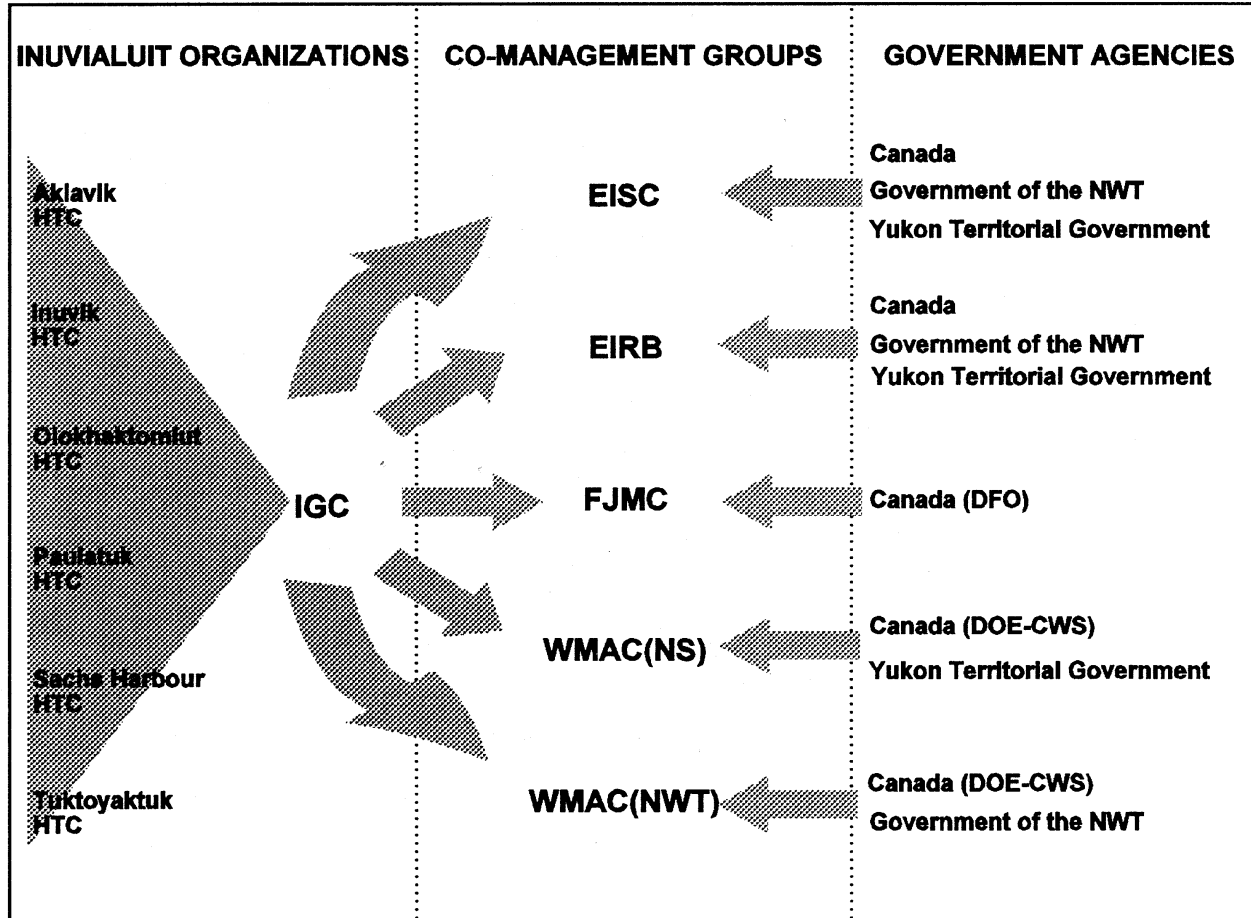 INUVIALUIT ORGANIZATIONS
Aklavik
HTC
Inuvik
HTC
Olokhaktomiut
HTC
Paulatuk
HTC
Sachs Harbour
HTC
Tuktoyaktuk
HTC
IGC
CO-MANAGEMENT GROUPS
EISC
EIRB
FJMC
WMAC(NS)
WMAC(NWT)
GOVERNMENT AGENCIES
Canada
Government of the NWT
Yukon Territorial Government
Canada
Government of the NWT
Yukon Territorial Government
Canada (DFO)
Canada (DOE-CWS)
Yukon Territorial Government
Canada (DOE-CWS)
Government of the NWT